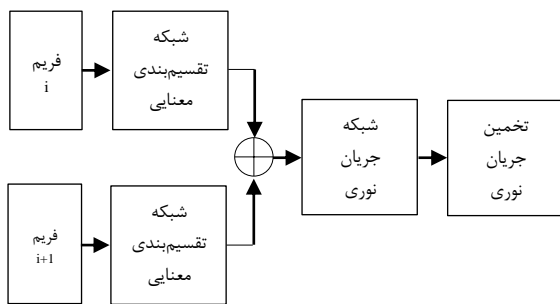 فریم
i
شبکه
تقسیم‌بندی
معنایی
شبکه
جریان
نوری
تخمین
جریان
نوری
فریم
i+1
شبکه
تقسیم‌بندی
معنایی